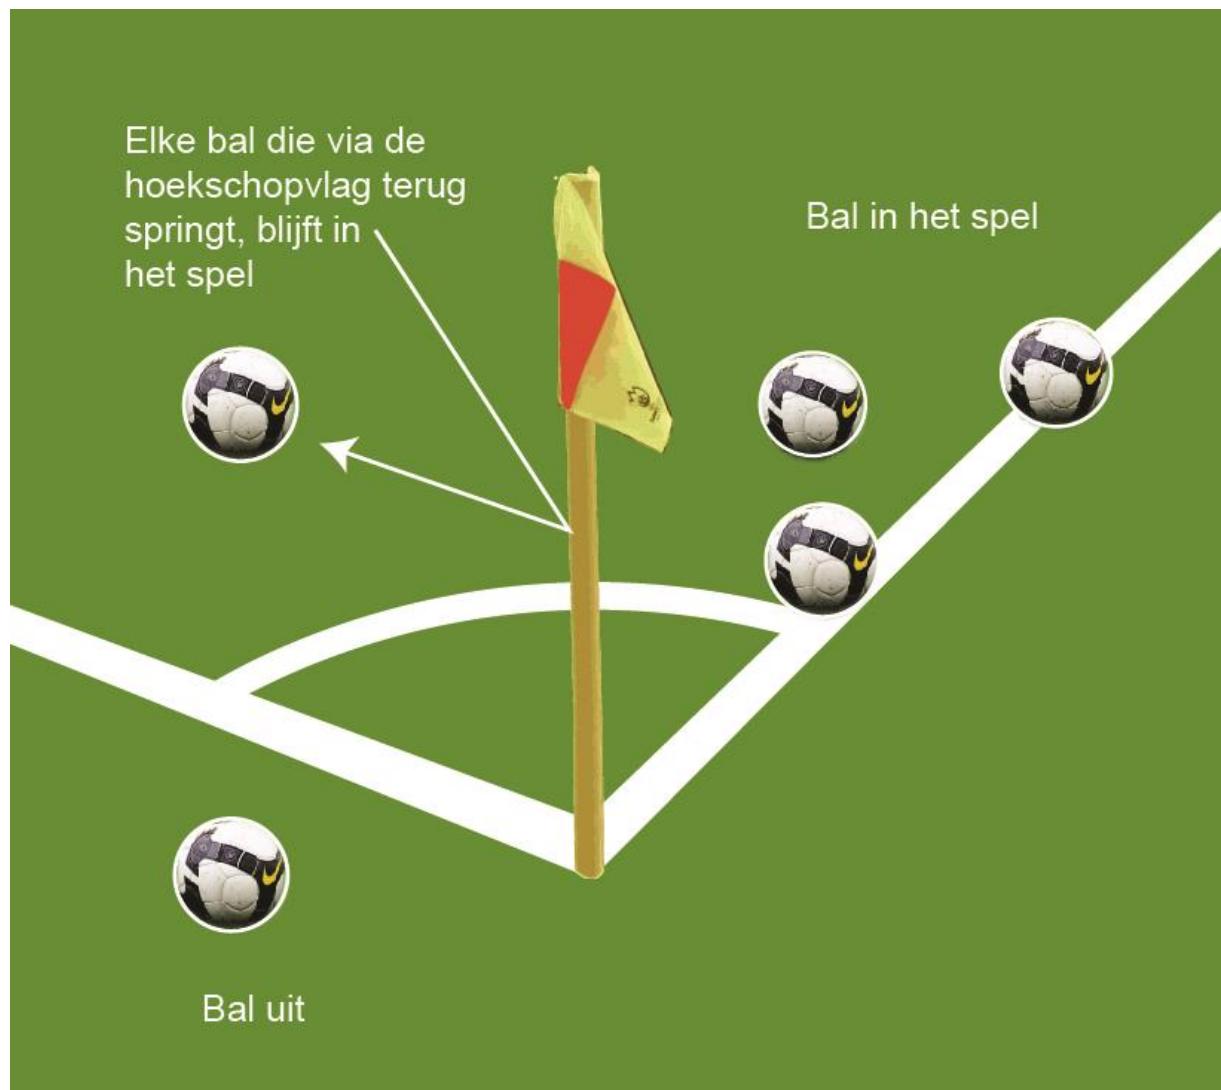 Elke bal die via de
hoekschopvlag terug
springt, blijft in
het spel
Bal in het spel
Bal uit